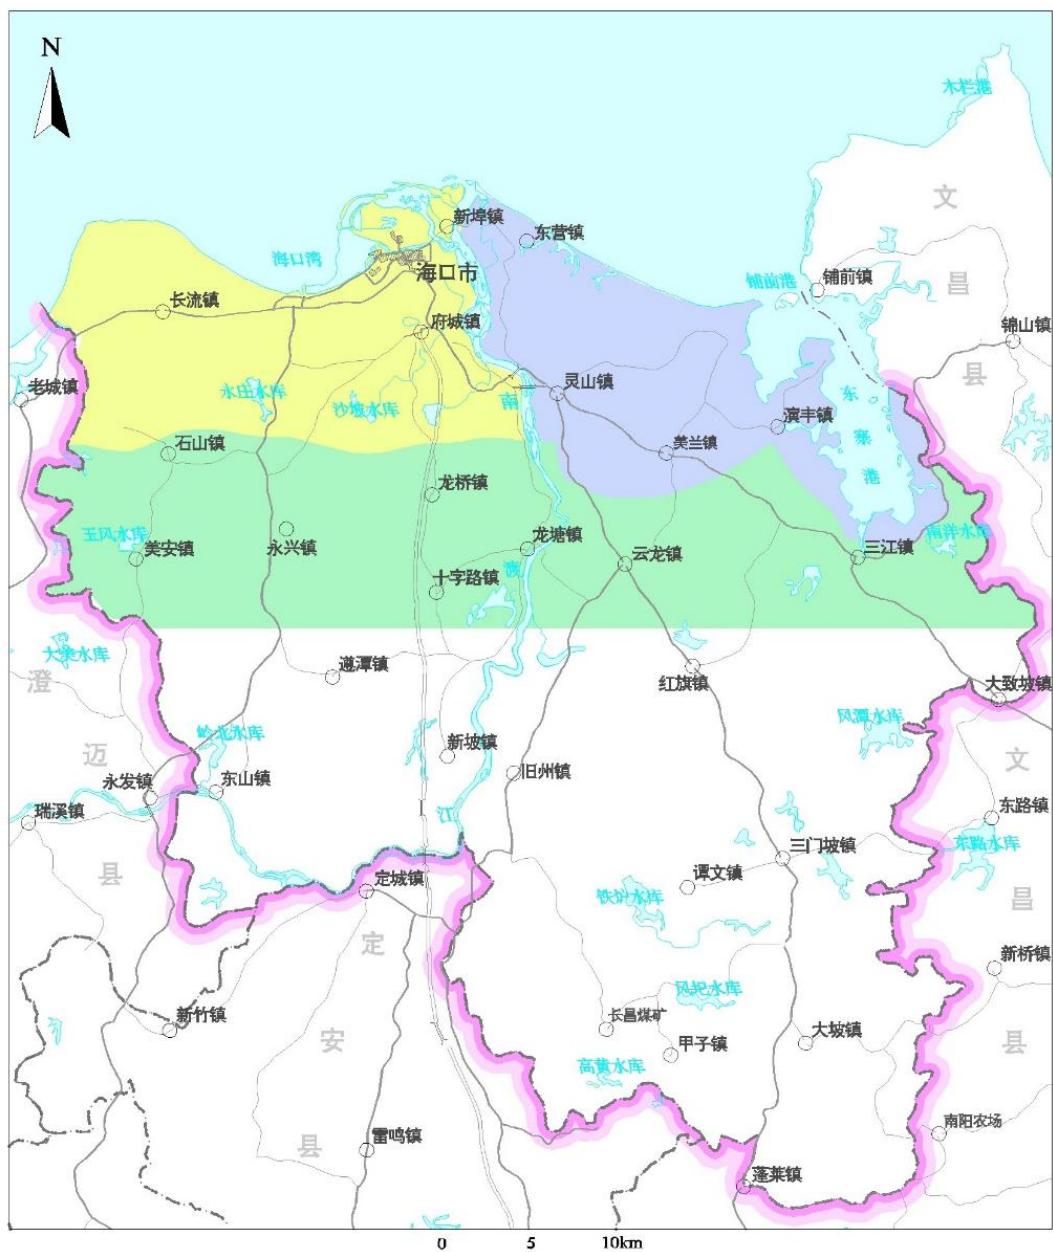 N
木栏港
文
新埠镇
东营镇
海口湾
海口市
铺前港
铺前镇
昌
长流镇
府城镇
锦山镇
县
老城镇
永庄水库
沙坡水库
南
灵山镇
演丰镇
东
寨
港
石山镇
美兰镇
龙桥镇
玉凤水库
美安镇
永兴镇
龙塘镇
渡
云龙镇
三江镇
南洋水库
十字路镇
大美水库
澄
遵潭镇
红旗镇
大致坡镇
凤潭水库
岭北水库
迈
新坡镇
旧州镇
文
永发镇
东山镇
瑞溪镇
江
东路镇
东路水库
三门坡镇
县
定城镇
谭文镇
铁炉水库
昌
定
新桥镇
凤圯水库
新竹镇
长昌煤矿
大坡镇
安
甲子镇
县
高黄水库
雷鸣镇
县
南阳农场
蓬莱镇
0 5 10km